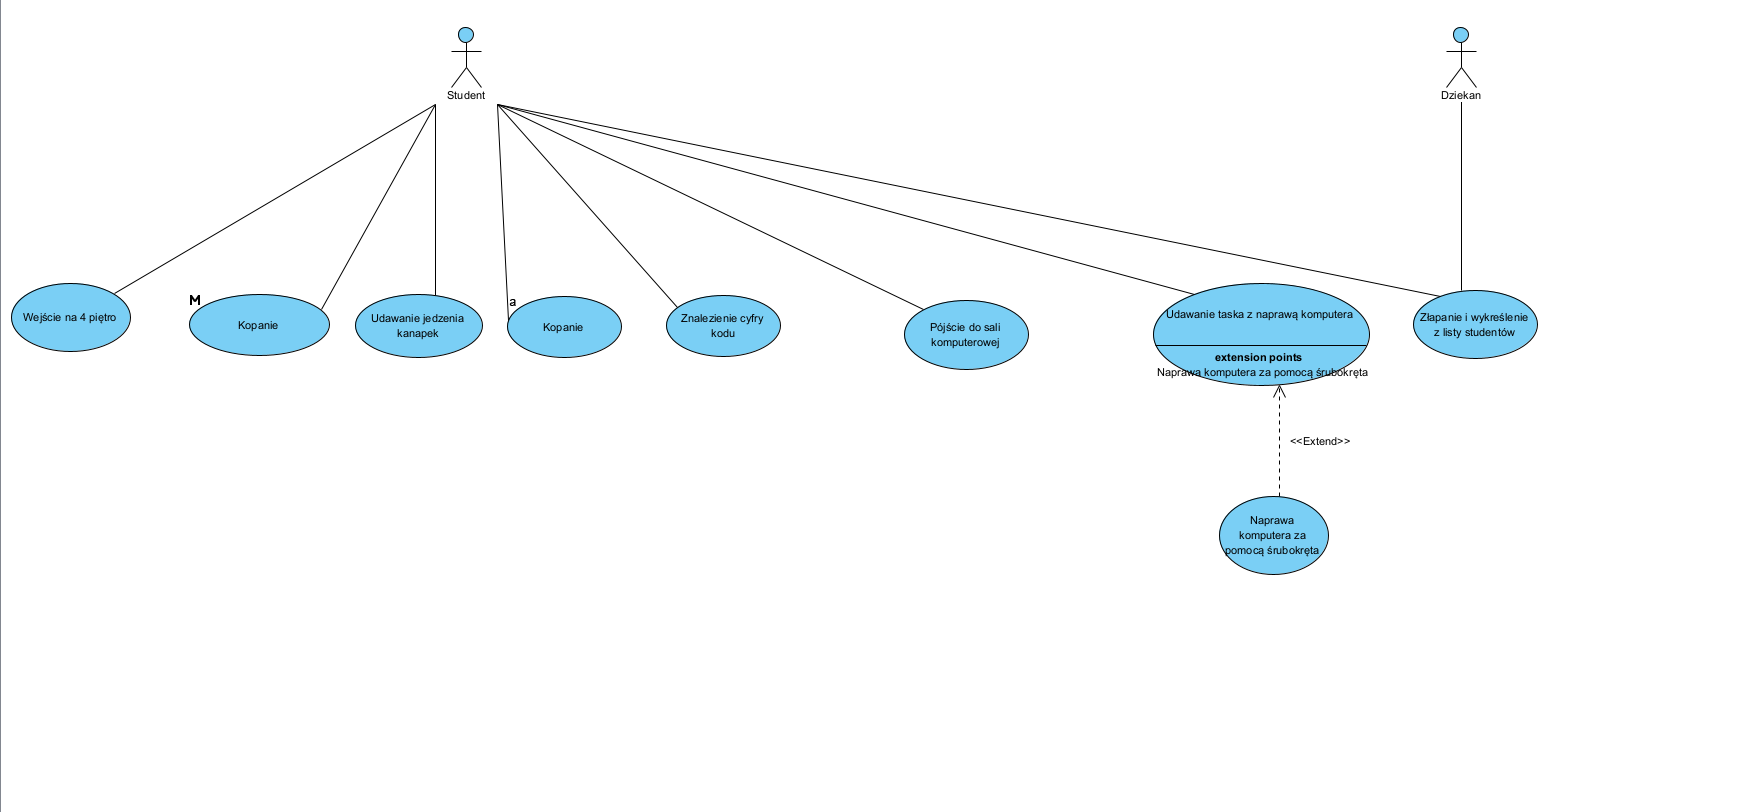 Student
Dziekan
Wejście na 4 piętro
M
Kopanie
Udawanie jedzenia
kanapek
a
Kopanie
Znalezienie cyfry
kodu
Pójście do sali
komputerowej
Udawanie taska z naprawą komputera
extension points
Naprawa komputera za pomocą śrubokręta
Złapanie i wykreślenie
z listy studentów
<<Extend>>
Naprawa
komputera za
pomocą śrubokręta